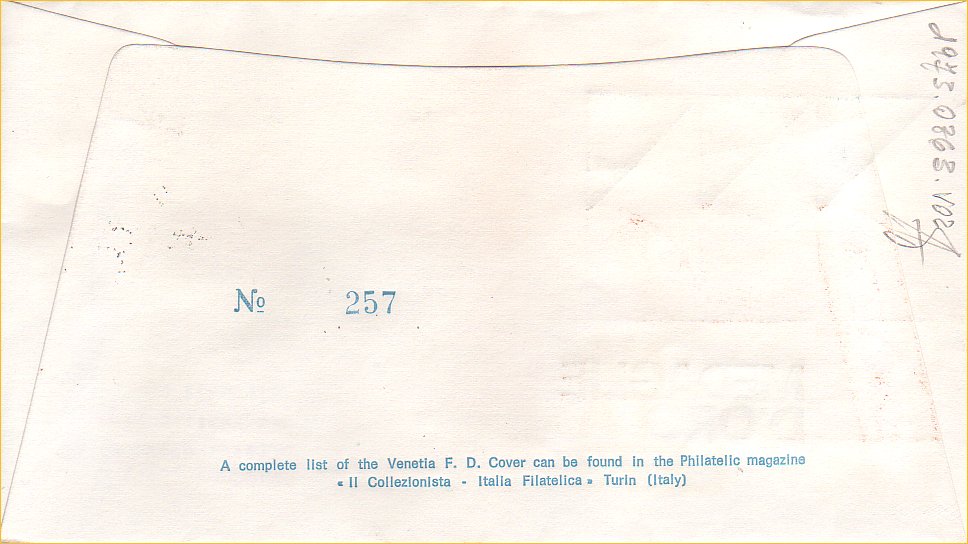 № 257
A complete list of the Venetia F. D. Cover can be found in the Philatelic magazine
« Il Collezionista - Italia Filatelica » Turin (Italy)